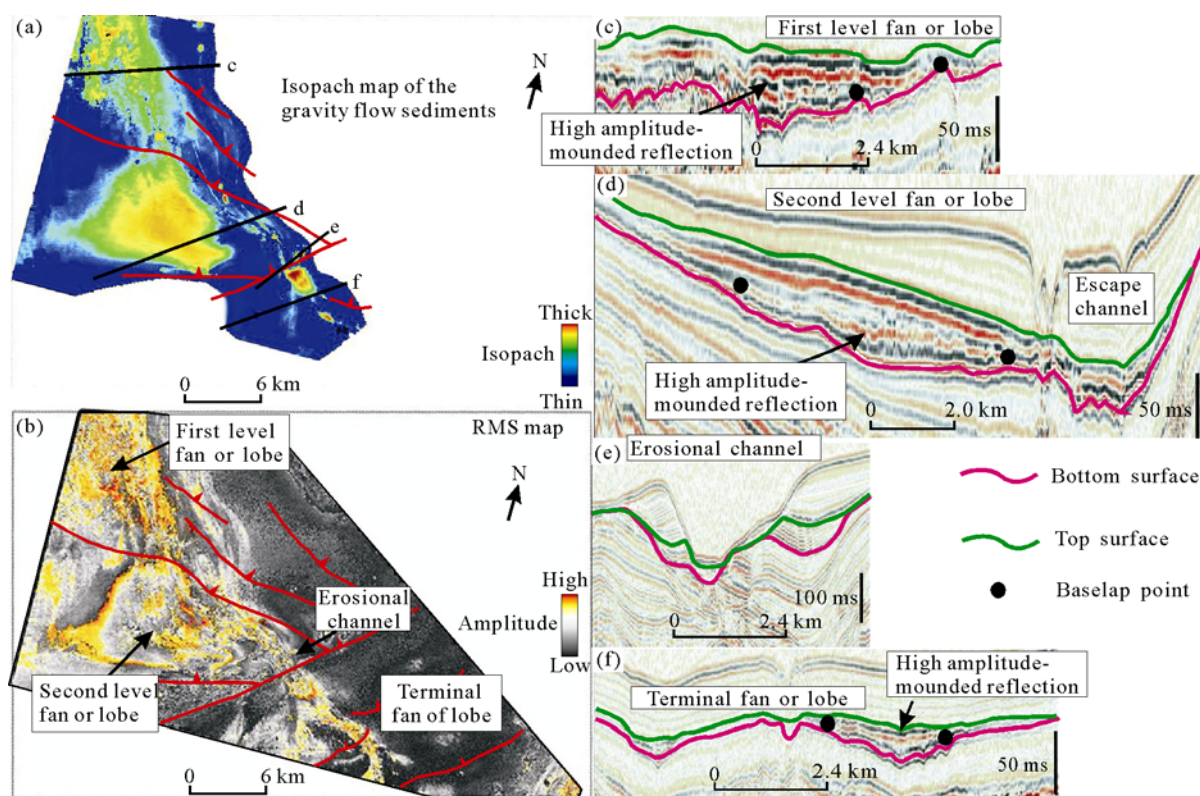 (a)
Isopach map of the
gravity flow sediments
N
c
d
e
f
Thick
Isopach
Thin
0 6 km
(b)
RMS map
First level
fan or lobe
N
Erosional
channel
High
Amplitude
Low
Second level
fan or lobe
Terminal
fan of lobe
0 6 km
(c)
First level fan or lobe
High amplitude-
mounded reflection
0 2.4 km
50 ms
(d)
Second level fan or lobe
Escape
channel
High amplitude-
mounded reflection
0 2.0 km
50 ms
(e)
Erosional channel
100 ms
0 2.4 km
Bottom surface
Top surface
Baselap point
(f)
High amplitude-
mounded reflection
Terminal fan or lobe
0 2.4 km
50 ms